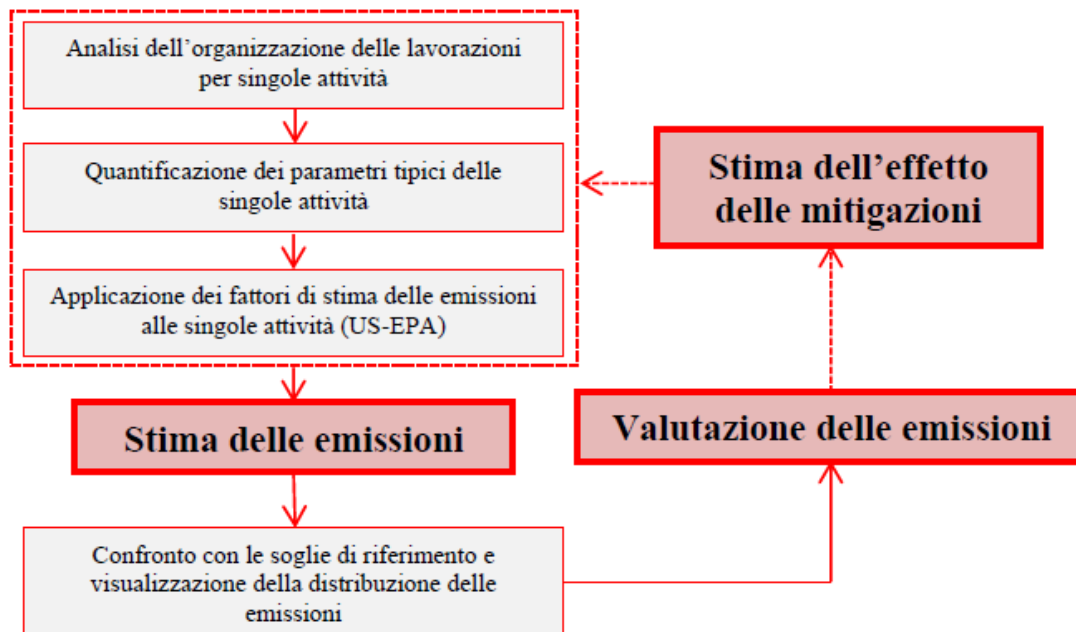 Analisi dell’organizzazione delle lavorazioni
per singole attività
Quantificazione dei parametri tipici delle
singole attività
Applicazione dei fattori di stima delle emissioni
alle singole attività (US-EPA)
Stima delle emissioni
Confronto con le soglie di riferimento e
visualizzazione della distribuzione delle
emissioni
Valutazione delle emissioni
Stima dell’effetto
delle mitigazioni